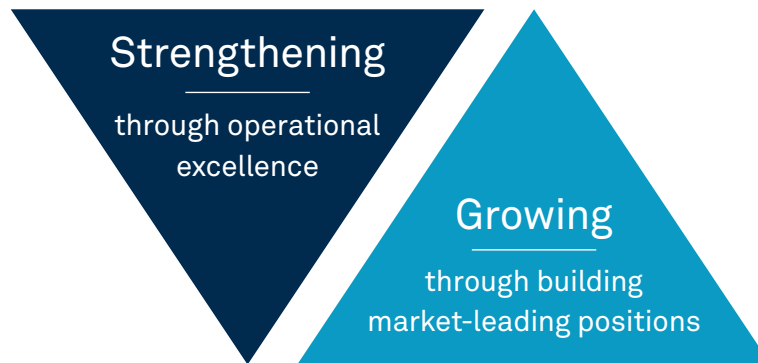 Strengthening
through operational
excellence
Growing
through building
market-leading positions